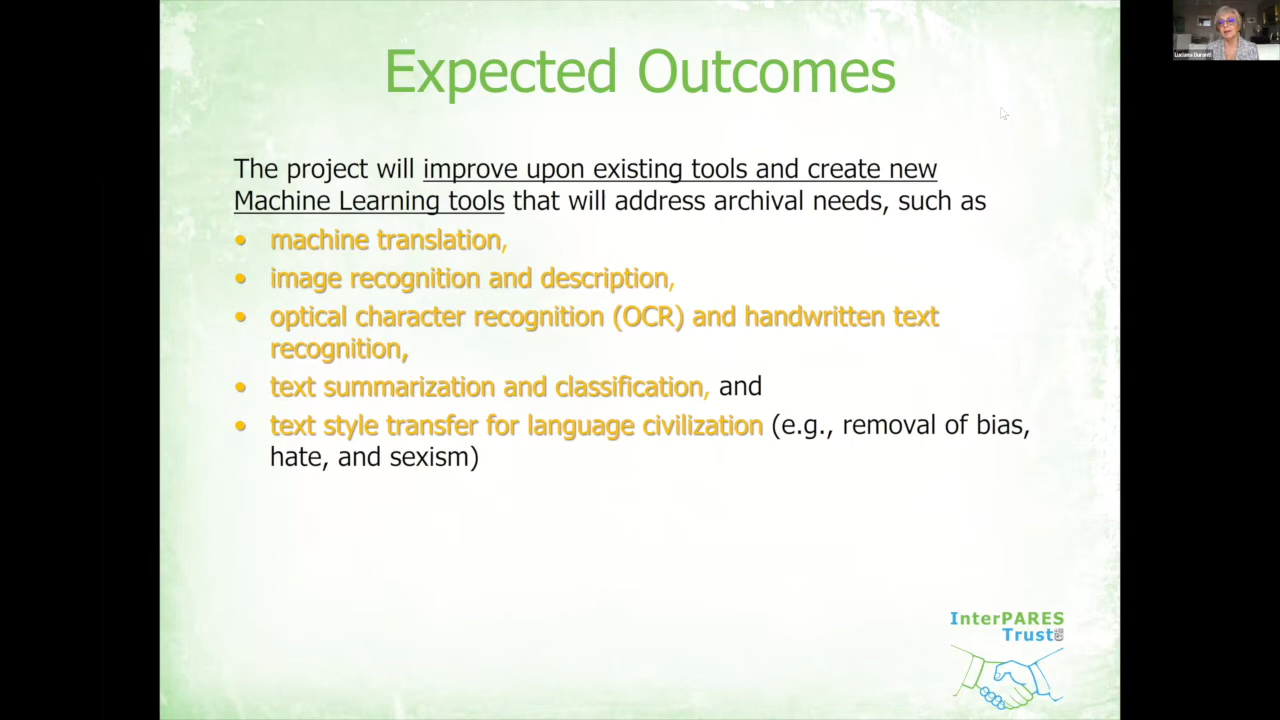 Expected Outcomes
Luciana Duranti
The project will improve upon existing tools and create new
Machine Learning tools that will address archival needs, such as
• machine translation,
• image recognition and description,
• optical character recognition (OCR) and handwritten text
recognition,
• text summarization and classification, and
• text style transfer for language civilization (e.g., removal of bias,
hate, and sexism)
InterPARES
Trust